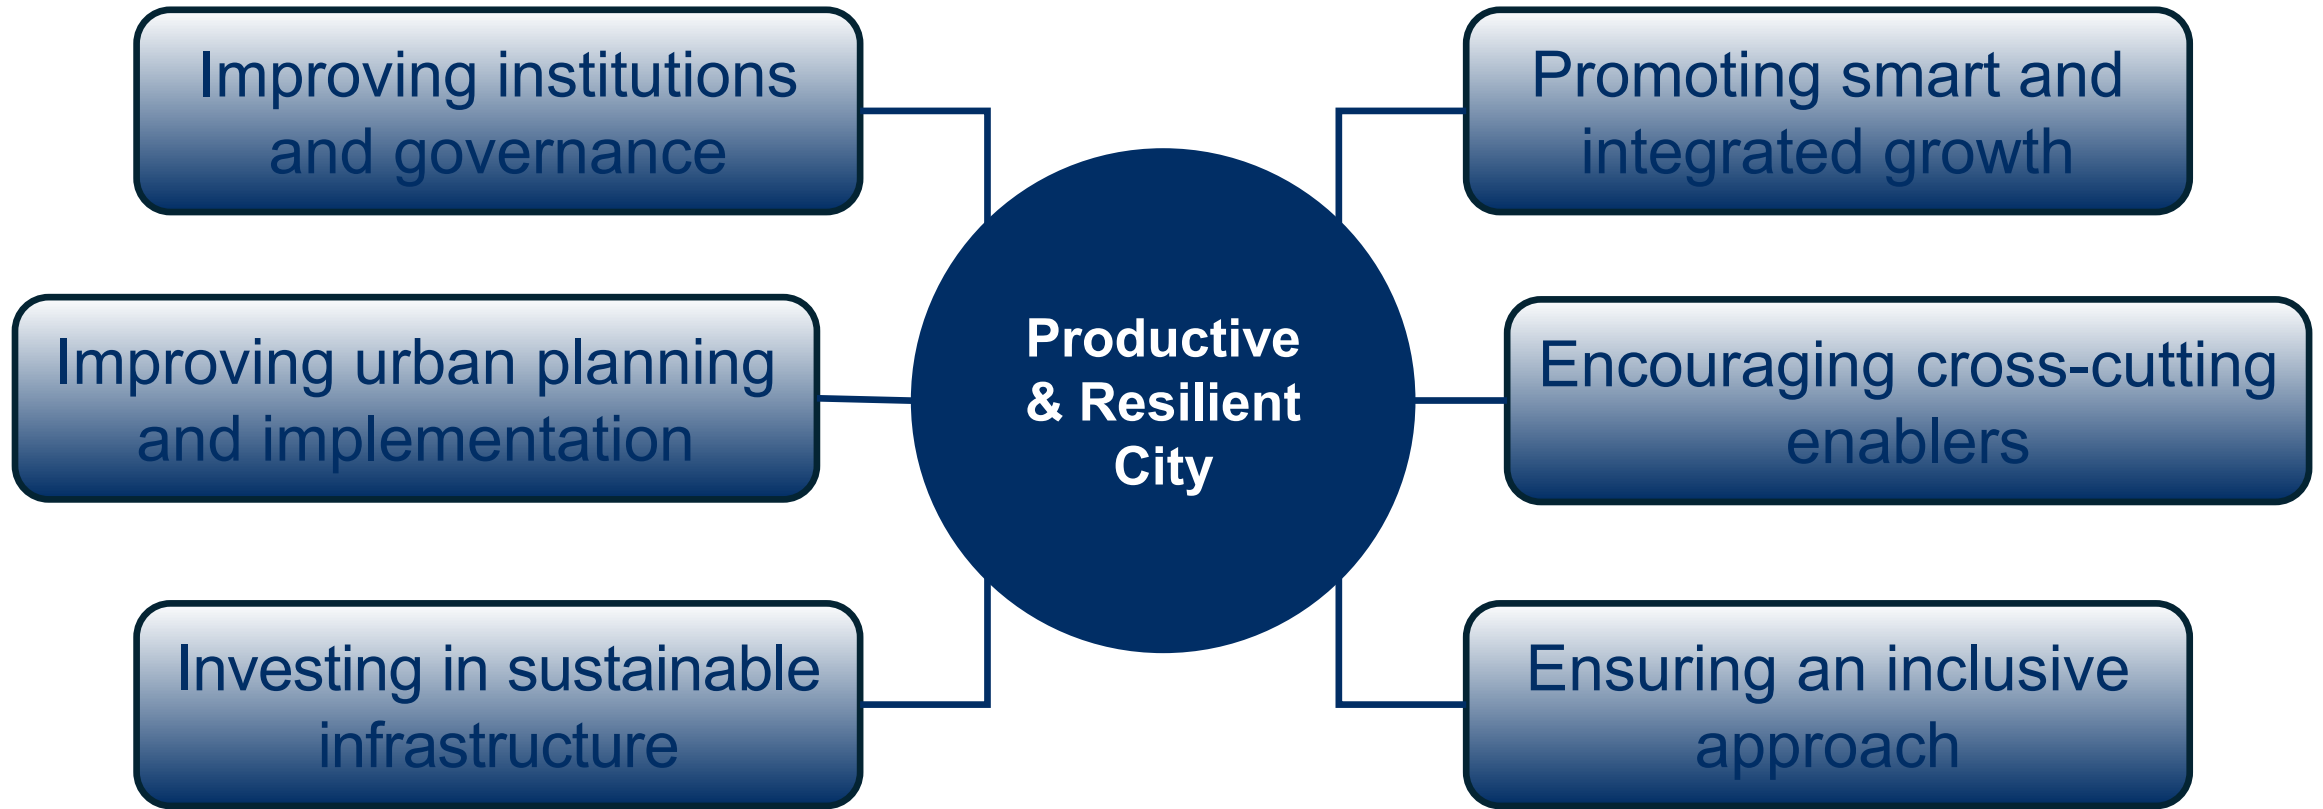 Improving institutions
and governance
Improving urban planning
and implementation
Investing in sustainable
infrastructure
Productive
& Resilient
City
Promoting smart and
integrated growth
Encouraging cross-cutting
enablers
Ensuring an inclusive
approach